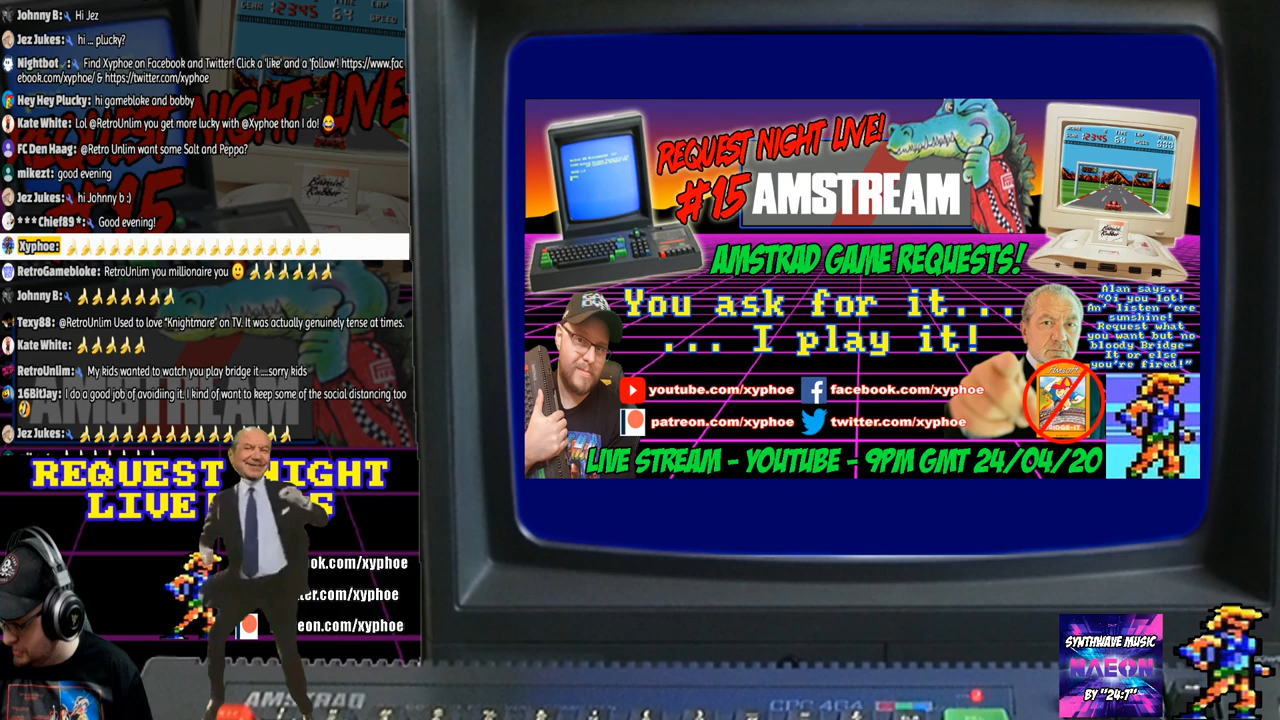 Johnny B: Hi Jez
Jez Jukes: hi ... plucky?
Nightbot: Find Xyphoe on Facebook and Twitter! Click a 'like' and a 'follow'! https://www.fac
ebook.com/xyphoe/ & https://twitter.com/xyphoe
Hey Hey Plucky: hi gamebloke and bobby
Kate White: Lol @RetroUnlim you get more lucky with @Xyphoe than I do! 😂
FC Den Haag: @Retro Unlim want some Salt and Peppa?
mikezt: good evening
Jez Jukes: hi Johnny b :)
***Chief89*: Good evening!
Xyphoe: 🍌🍌🍌🍌🍌🍌🍌🍌🍌🍌🍌🍌🍌🍌🍌🍌🍌🍌
RetroGamebloke: RetroUnlim you millionaire you 🙂 🍌🍌🍌🍌🍌🍌
Johnny B: 🍌🍌🍌🍌🍌🍌🍌
Texy88: @RetroUnlim Used to love "Knightmare" on TV. It was actually genuinely tense at times.
Kate White: 🍌🍌🍌🍌🍌
RetroUnlim: My kids wanted to watch you play bridge it ....sorry kids
16BitJay: I do a good job of avoiding it. I kind of want to keep some of the social distancing too
🤣
Jez Jukes: 🍌🍌🍌🍌🍌🍌🍌🍌🍌🍌🍌🍌🍌🍌🍌
REQUEST NIGHT
LIVE
ok.com/xyphoe
ter.com/xyphoe
eon.com/xyphoe
REQUEST NIGHT LIVE!
#15 AMSTREAM
AMSTRAD GAME REQUESTS!
You ask for it...
... I play it!
Alan says..
"Oi you lot!
An' listen 'ere
sunshine!
Request what
you want but no
bloody Bridge-
It or else
you're fired!"
youtube.com/xyphoe
facebook.com/xyphoe
patreon.com/xyphoe
twitter.com/xyphoe
LIVE STREAM - YOUTUBE - 9PM GMT 24/04/20
AMSTRAD
CPC 464
SYNTHWAVE MUSIC
NAEON
BY "24:7"